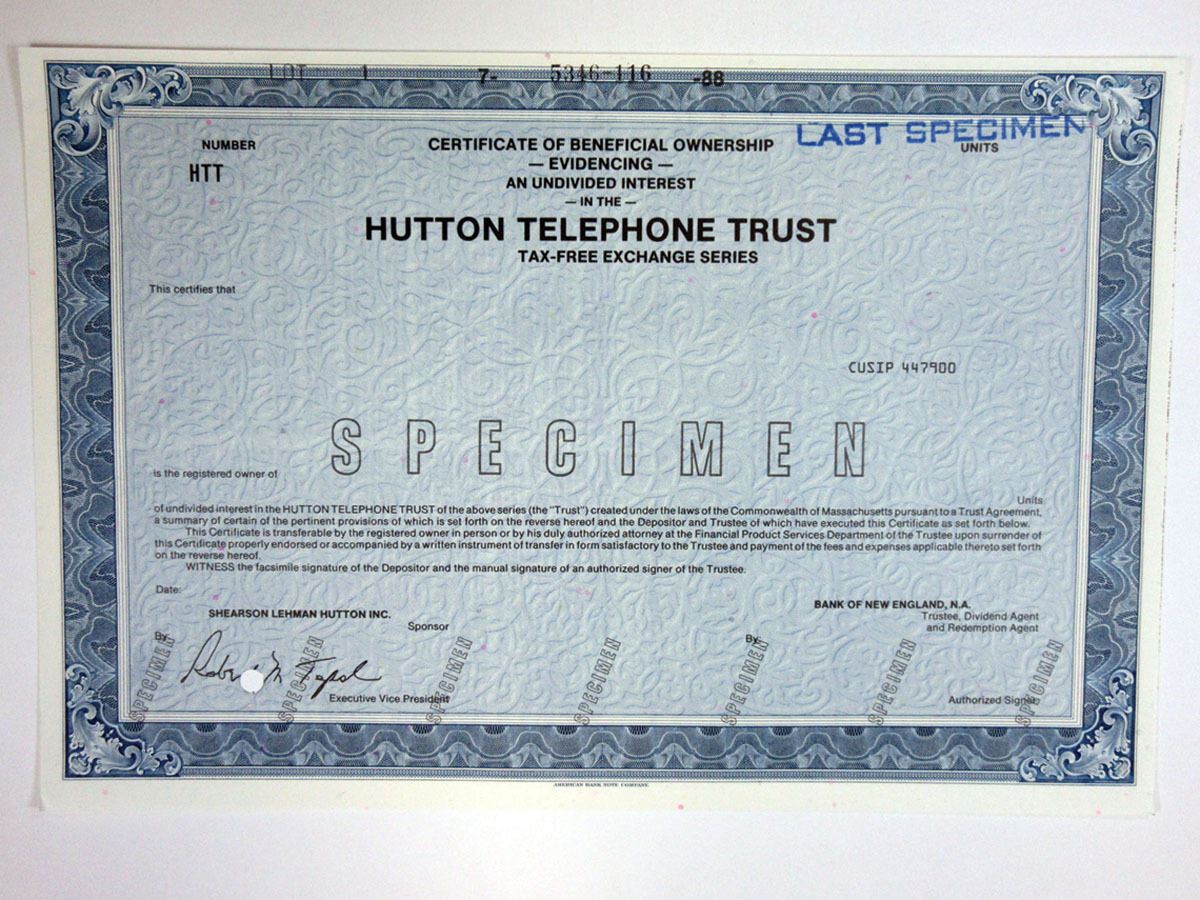 LOT 1 7- 5346-116 -88
LAST SPECIMEN
NUMBER
HTT
CERTIFICATE OF BENEFICIAL OWNERSHIP
— EVIDENCING —
AN UNDIVIDED INTEREST
— IN THE —
HUTTON TELEPHONE TRUST
TAX-FREE EXCHANGE SERIES
UNITS
This certifies that
CUSIP 447900
SPECIMEN
is the registered owner of
Units
of undivided interest in the HUTTON TELEPHONE TRUST of the above series (the "Trust") created under the laws of the Commonwealth of Massachusetts pursuant to a Trust Agreement,
a summary of certain of the pertinent provisions of which is set forth on the reverse hereof and the Depositor and Trustee of which have executed this Certificate as set forth below.
This Certificate is transferable by the registered owner in person or by his duly authorized attorney at the Financial Product Services Department of the Trustee upon surrender of
this Certificate properly endorsed or accompanied by a written instrument of transfer in form satisfactory to the Trustee and payment of the fees and expenses applicable thereto set forth
on the reverse hereof.
WITNESS the facsimile signature of the Depositor and the manual signature of an authorized signer of the Trustee.
Date:
SHEARSON LEHMAN HUTTON INC.
Sponsor
By:
Executive Vice President
BANK OF NEW ENGLAND, N.A.
Trustee, Dividend Agent
and Redemption Agent
By:
Authorized Signer
SPECIMEN
SPECIMEN
SPECIMEN
SPECIMEN
SPECIMEN
SPECIMEN
SPECIMEN
AMERICAN BANK NOTE COMPANY.